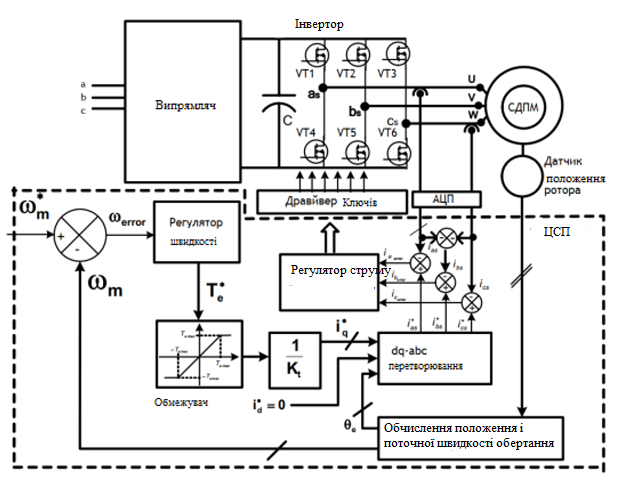 Інвертор
VT1
VT2
VT3
a
b
c
Випрямляч
C
as
bs
cs
VT4
VT5
VT6
U
V
W
СДПМ
Датчик
положення
ротора
Дравйвер Ключів
АЦП
ЦСП
ω*m
+
-
ωerror
ωm
Регулятор
швидкості
Регулятор струму
ias
ibs
ics
T*e
i*as
i*bs
i*cs
Обмежувач
1
Kt
i*q
i*d = 0
θe
dq-abc
перетворювання
Обчислення положення і
поточної швидкості обертання